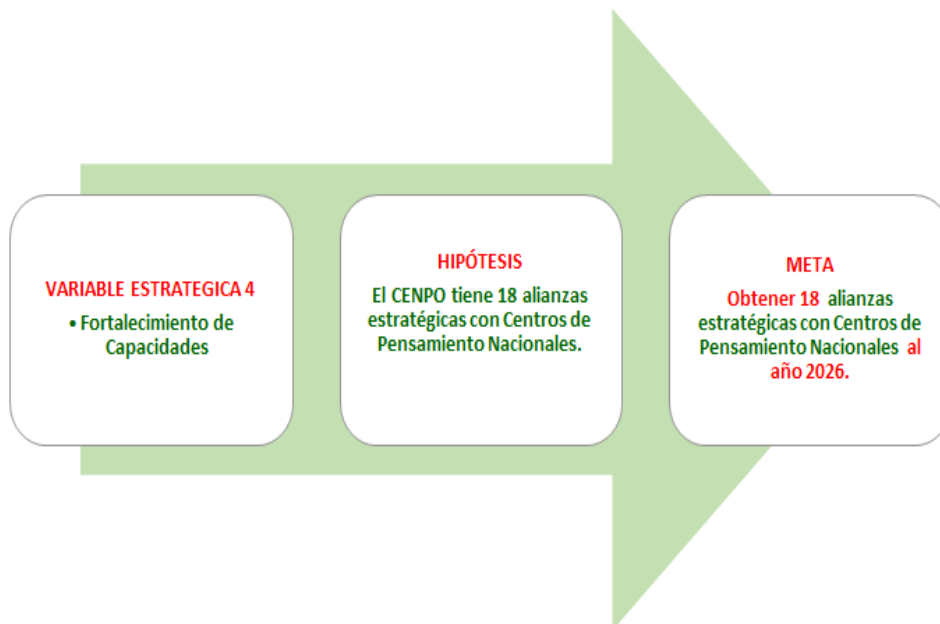 VARIABLE ESTRATEGICA 4
• Fortalecimiento de
Capacidades
HIPÓTESIS
El CENPO tiene 18 alianzas
estratégicas con Centros de
Pensamiento Nacionales.
META
Obtener 18 alianzas
estratégicas con Centros de
Pensamiento Nacionales al
año 2026.